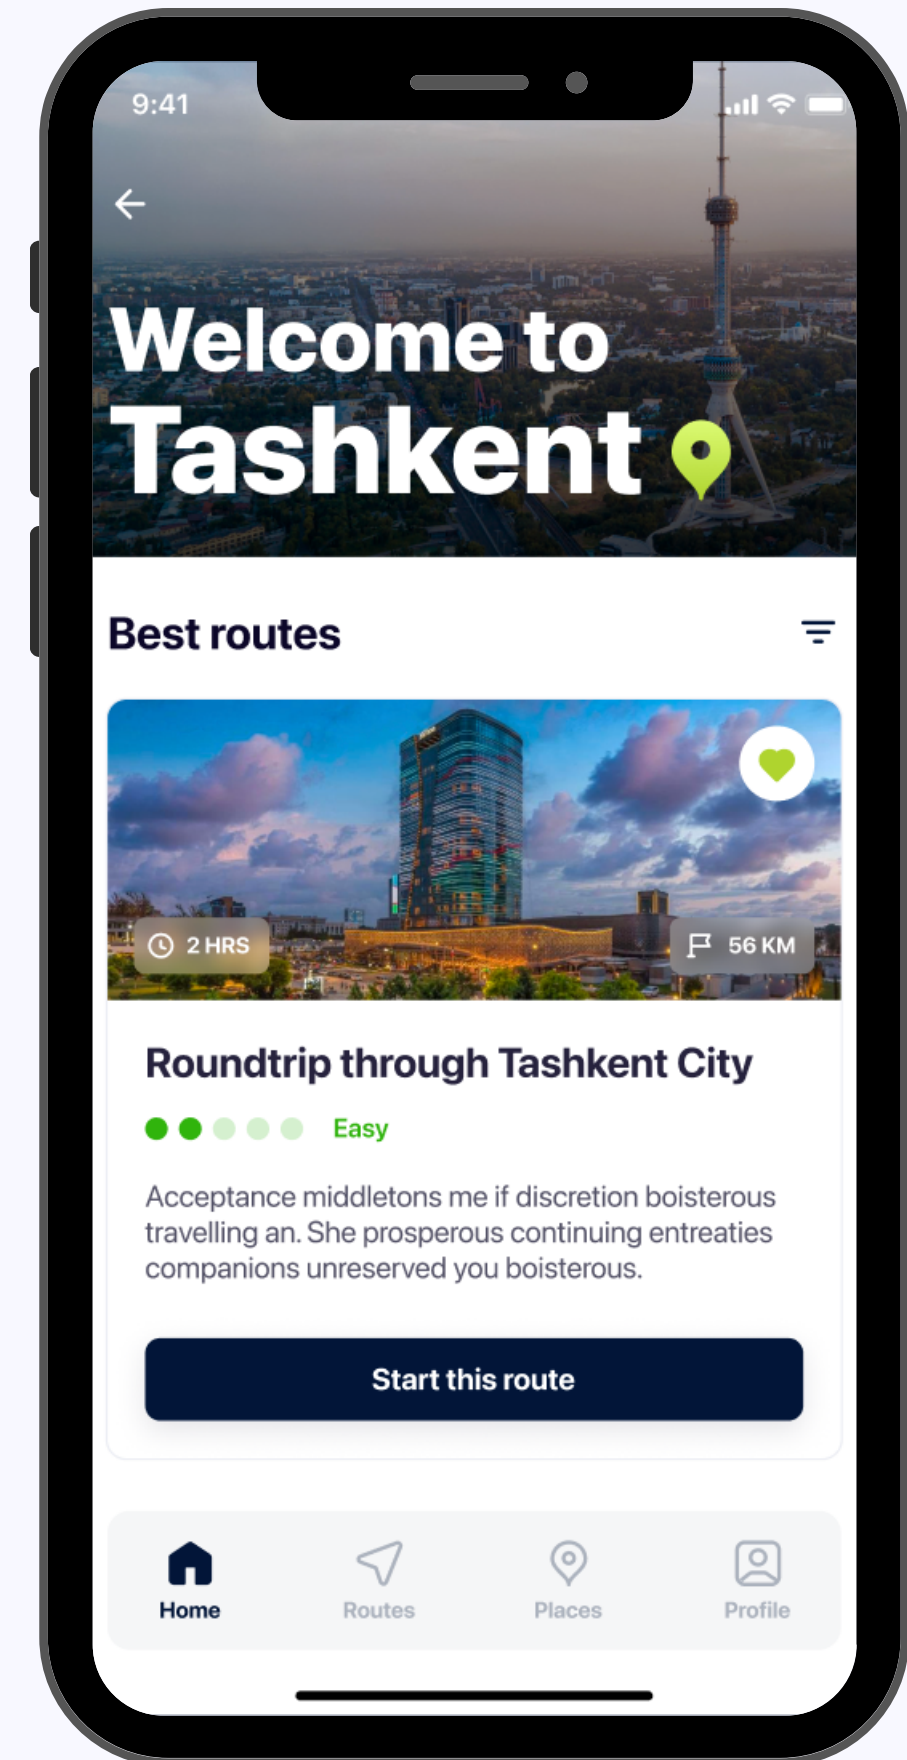 9:41
Welcome to
Tashkent
Best routes
2 HRS
56 KM
Roundtrip through Tashkent City
Easy
Acceptance middletons me if discretion boisterous
travelling an. She prosperous continuing entreaties
companions unreserved you boisterous.
Start this route
Home
Routes
Places
Profile